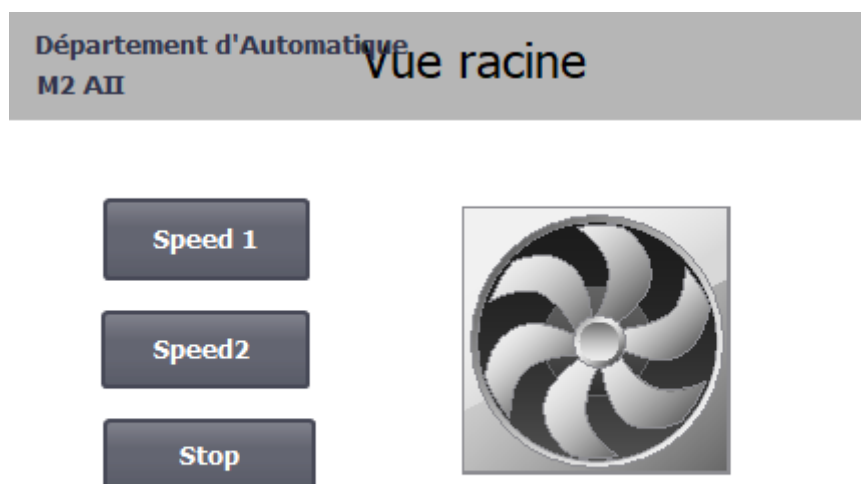 Département d'Automatique
Vue racine
M2 AII
Speed 1
Speed2
Stop